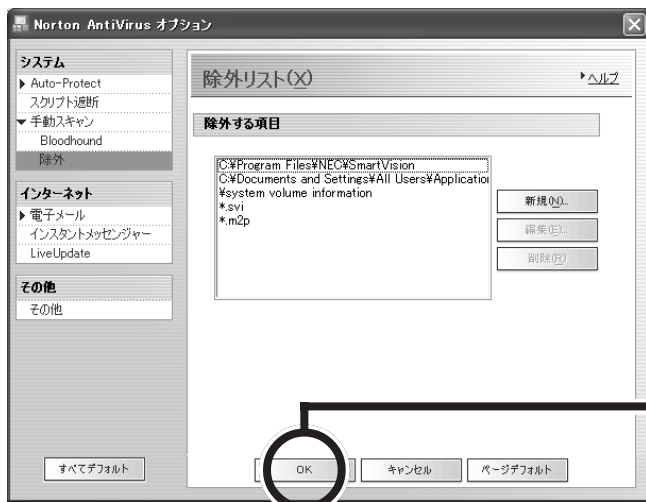 Norton AntiVirus オプション
システム
Auto-Protect
スクリプト遮断
手動スキャン
Bloodhound
除外
インターネット
電子メール
インスタントメッセンジャー
LiveUpdate
その他
その他
除外リスト(X)
ヘルプ
除外する項目
C:¥Program Files¥NEC¥SmartVision
C:¥Documents and Settings¥All Users¥Application
¥system volume information
*.svi
*.m2p
新規(N)...
編集(E)...
削除(R)
すべてデフォルト
OK
キャンセル
ページデフォルト